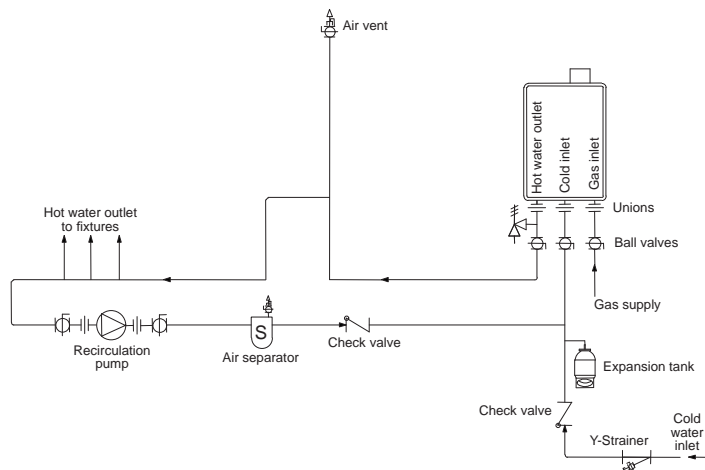 Air vent
Hot water outlet
Cold inlet
Gas inlet
Unions
Hot water outlet
to fixtures
Ball valves
Gas supply
S
Recirculation
pump
Air separator
Check valve
Expansion tank
Check valve
Y-Strainer
Cold
water
inlet